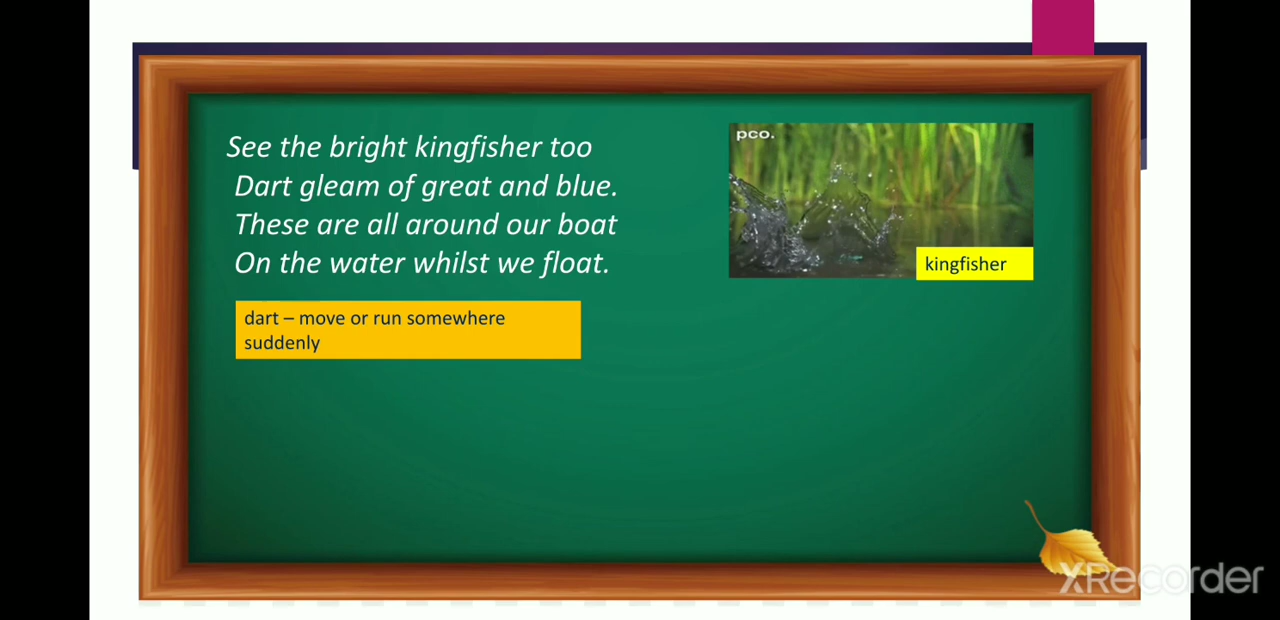 See the bright kingfisher too
Dart gleam of great and blue.
These are all around our boat
On the water whilst we float.
dart – move or run somewhere
suddenly
pco.
kingfisher
XRecorder